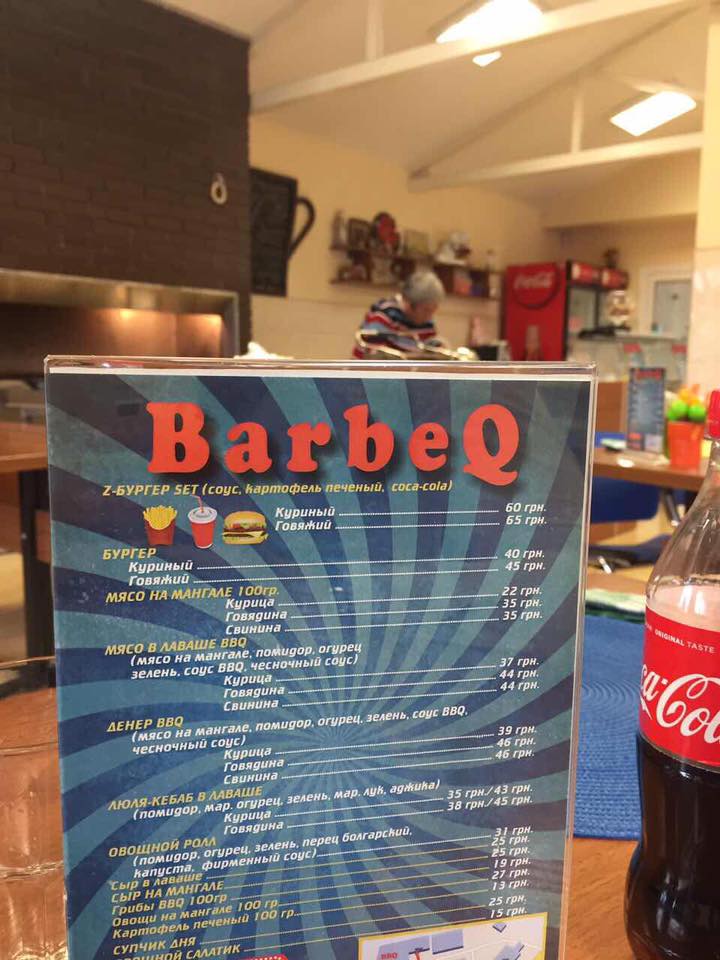 BarbeQ
Z-БУРГЕР SET (соус, картофель печеный, coca-cola)
Куриный 60 грн.
Говяжий 65 грн.
БУРГЕР
Куриный 40 грн.
Говяжий 45 грн.
МЯСО НА МАНГАЛЕ 100гр.
Курица 22 грн.
Говядина 35 грн.
Свинина 35 грн.
МЯСО В ЛАВАШЕ BBQ
(мясо на мангале, помидор, огурец
зелень, соус BBQ, чесночный соус)
Курица 37 грн.
Говядина 44 грн.
Свинина 44 грн.
ДЕНЕР BBQ
(мясо на мангале, помидор, огурец, зелень, соус BBQ,
чесночный соус)
Курица 39 грн.
Говядина 46 грн.
Свинина 46 грн.
ЛЮЛЯ-КЕБАБ В ЛАВАШЕ
(помидор, мар. огурец, зелень, мар. лук, аджика)
Курица 35 грн./43 грн.
Говядина 38 грн./45 грн.
ОВОЩНОЙ РОЛЛ
(помидор, огурец, зелень, перец болгарский,
капуста, фирменный соус) 31 грн.
Сыр в лаваше 25 грн.
СЫР НА МАНГАЛЕ 25 грн.
Грибы BBQ 100гр 19 грн.
Овощи на мангале 100 гр. 27 грн.
Картофель печеный 100 гр. 13 грн.
СУПЧИК ДНЯ 25 грн.
ОВОЩНОЙ САЛАТИК 15 грн.
BBQ
ORIGINAL TASTE
Coca-Cola